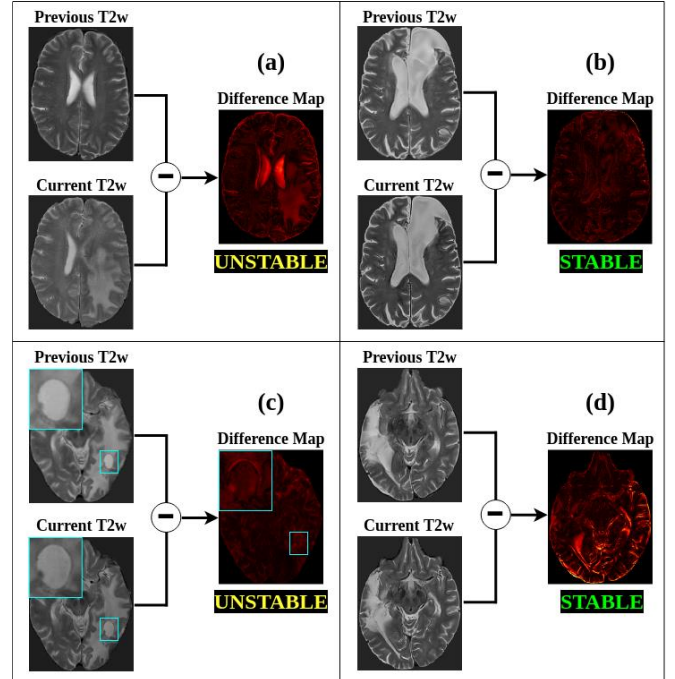 Previous T2w
(a)
Difference Map
Current T2w
UNSTABLE
Previous T2w
(b)
Difference Map
Current T2w
STABLE
Previous T2w
(c)
Difference Map
Current T2w
UNSTABLE
Previous T2w
(d)
Difference Map
Current T2w
STABLE